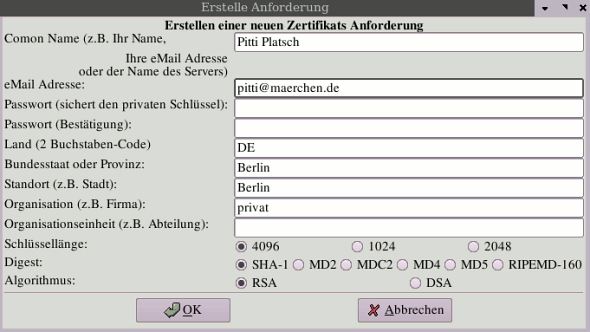 Erstelle Anforderung
Erstellen einer neuen Zertifikats Anforderung
Comon Name (z.B. Ihr Name,
Pitti Platsch
Ihre eMail Adresse
oder der Name des Servers)
eMail Adresse:
pitti@maerchen.de
Passwort (sichert den privaten Schlüssel):
Passwort (Bestätigung):
Land (2 Buchstaben-Code)
DE
Bundesstaat oder Provinz:
Berlin
Standort (z.B. Stadt):
Berlin
Organisation (z.B. Firma):
privat
Organisationseinheit (z.B. Abteilung):
Schlüssellänge:
4096 1024 2048
Digest:
SHA-1 MD2 MDC2 MD4 MD5 RIPEMD-160
Algorithmus:
RSA DSA
OK Abbrechen